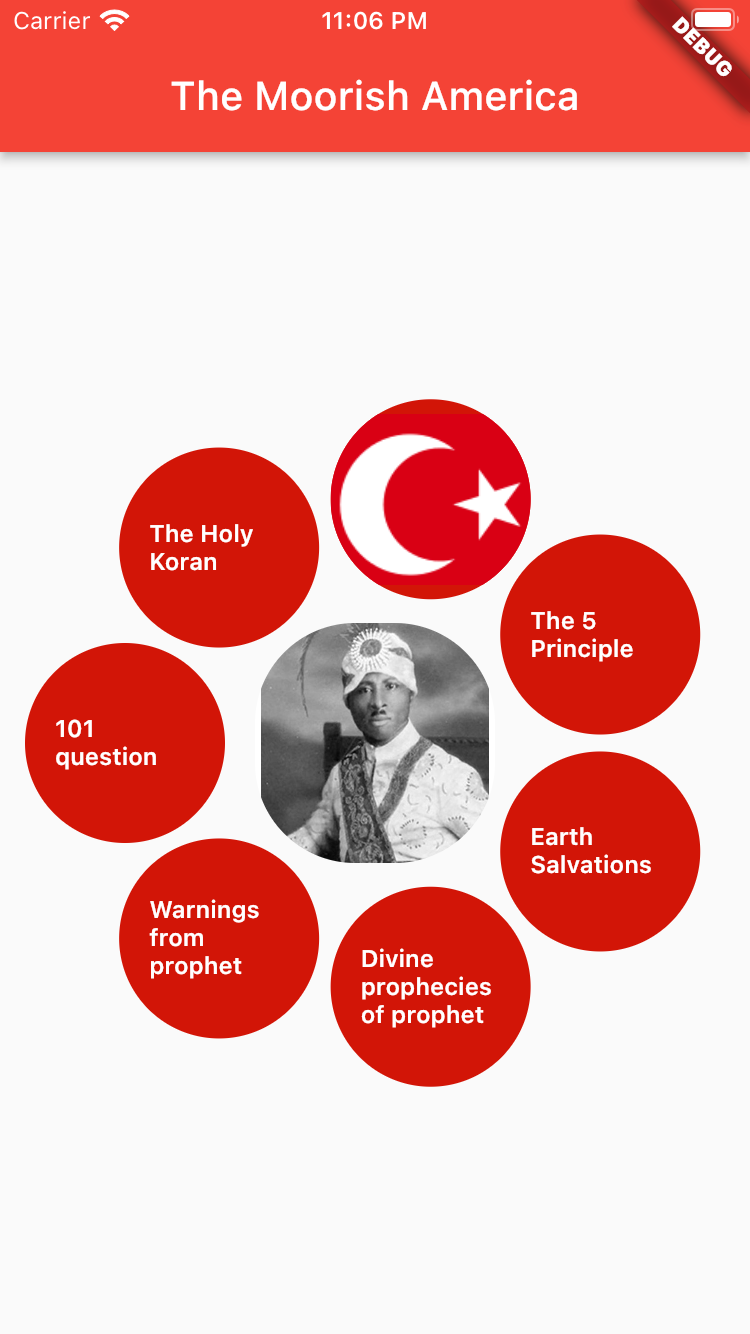 Carrier
11:06 PM
DEBUG
The Moorish America
The Holy
Koran
The 5
Principle
101
question
Earth
Salvations
Warnings
from
prophet
Divine
prophecies
of prophet